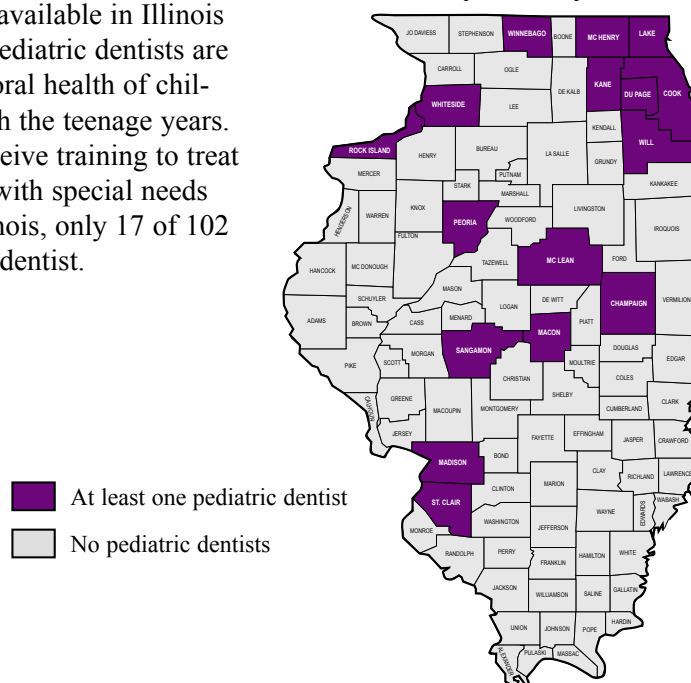 available in Illinois
ediatric dentists are
oral health of chil-
h the teenage years.
eive training to treat
with special needs
nois, only 17 of 102
dentist.
JO DAVIESS
STEPHENSON
WINNEBAGO
BOONE
MC HENRY
LAKE
CARROLL
OGLE
DE KALB
KANE
DU PAGE
COOK
WHITESIDE
LEE
KENDALL
WILL
ROCK ISLAND
HENRY
BUREAU
LA SALLE
GRUNDY
MERCER
PUTNAM
KANKAKEE
STARK
MARSHALL
HENDERSON
WARREN
KNOX
PEORIA
WOODFORD
LIVINGSTON
IROQUOIS
FULTON
HANCOCK
MC DONOUGH
TAZEWELL
MC LEAN
FORD
MASON
SCHUYLER
LOGAN
DE WITT
CHAMPAIGN
VERMILION
ADAMS
BROWN
CASS
MENARD
MACON
PIATT
PIKE
SCOTT
MORGAN
SANGAMON
DOUGLAS
EDGAR
MOULTRIE
CHRISTIAN
COLES
CALHOUN
GREENE
MACOUPIN
MONTGOMERY
SHELBY
CUMBERLAND
CLARK
JERSEY
FAYETTE
EFFINGHAM
JASPER
CRAWFORD
MADISON
BOND
CLAY
RICHLAND
LAWRENCE
ST. CLAIR
CLINTON
MARION
WAYNE
EDWARDS
WABASH
MONROE
WASHINGTON
JEFFERSON
RANDOLPH
PERRY
FRANKLIN
HAMILTON
WHITE
JACKSON
WILLIAMSON
SALINE
GALLATIN
UNION
JOHNSON
POPE
HARDIN
ALEXANDER
PULASKI
MASSAC
At least one pediatric dentist
No pediatric dentists